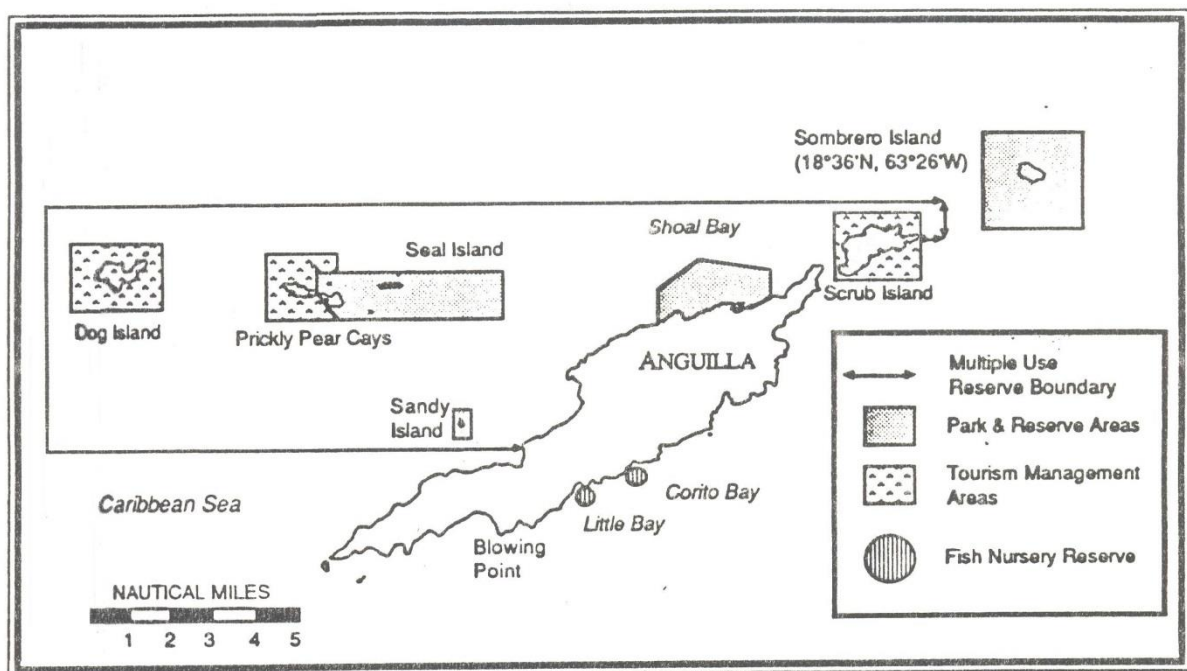 Sombrero Island
(18°36'N, 63°26'W)
Shoal Bay
Seal Island
Scrub Island
Dog Island
Prickly Pear Cays
ANGUILLA
Sandy
Island
Multiple Use
Reserve Boundary
Park & Reserve Areas
Tourism Management
Areas
Fish Nursery Reserve
Corito Bay
Little Bay
Caribbean Sea
Blowing
Point
NAUTICAL MILES
1 2 3 4 5